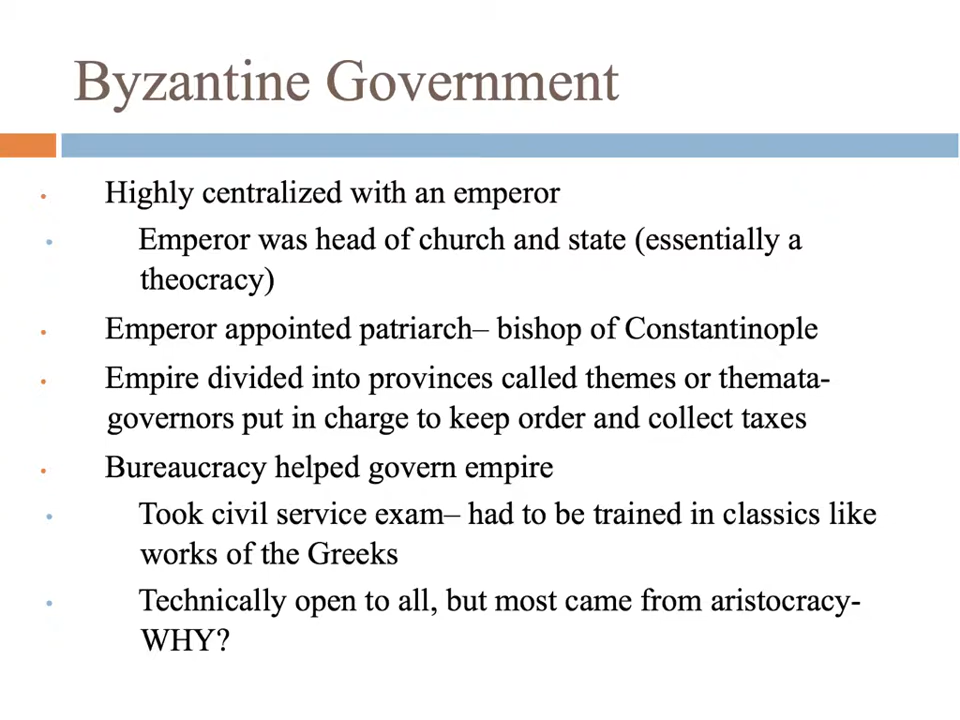 Byzantine Government
• Highly centralized with an emperor
• Emperor was head of church and state (essentially a
theocracy)
• Emperor appointed patriarch– bishop of Constantinople
• Empire divided into provinces called themes or themata-
governors put in charge to keep order and collect taxes
• Bureaucracy helped govern empire
• Took civil service exam– had to be trained in classics like
works of the Greeks
• Technically open to all, but most came from aristocracy-
WHY?